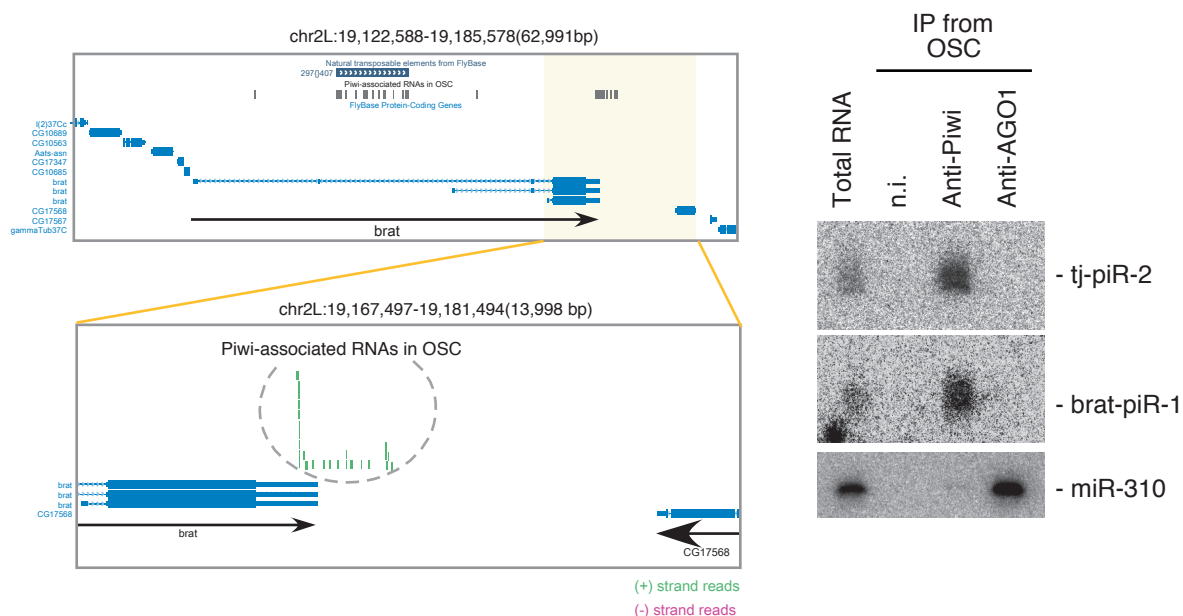 chr2L:19,122,588-19,185,578(62,991bp)
Natural transposable elements from FlyBase
297{}407
Piwi-associated RNAs in OSC
FlyBase Protein-Coding Genes
l(2)37Cc
CG10689
CG10563
Aats-asn
CG17347
CG10685
brat
brat
brat
CG17568
CG17567
gammaTub37C
brat
chr2L:19,167,497-19,181,494(13,998 bp)
Piwi-associated RNAs in OSC
brat
brat
brat
CG17568
brat
CG17568
(+) strand reads
(-) strand reads
IP from
OSC
Total RNA
n.i.
Anti-Piwi
Anti-AGO1
- tj-piR-2
- brat-piR-1
- miR-310